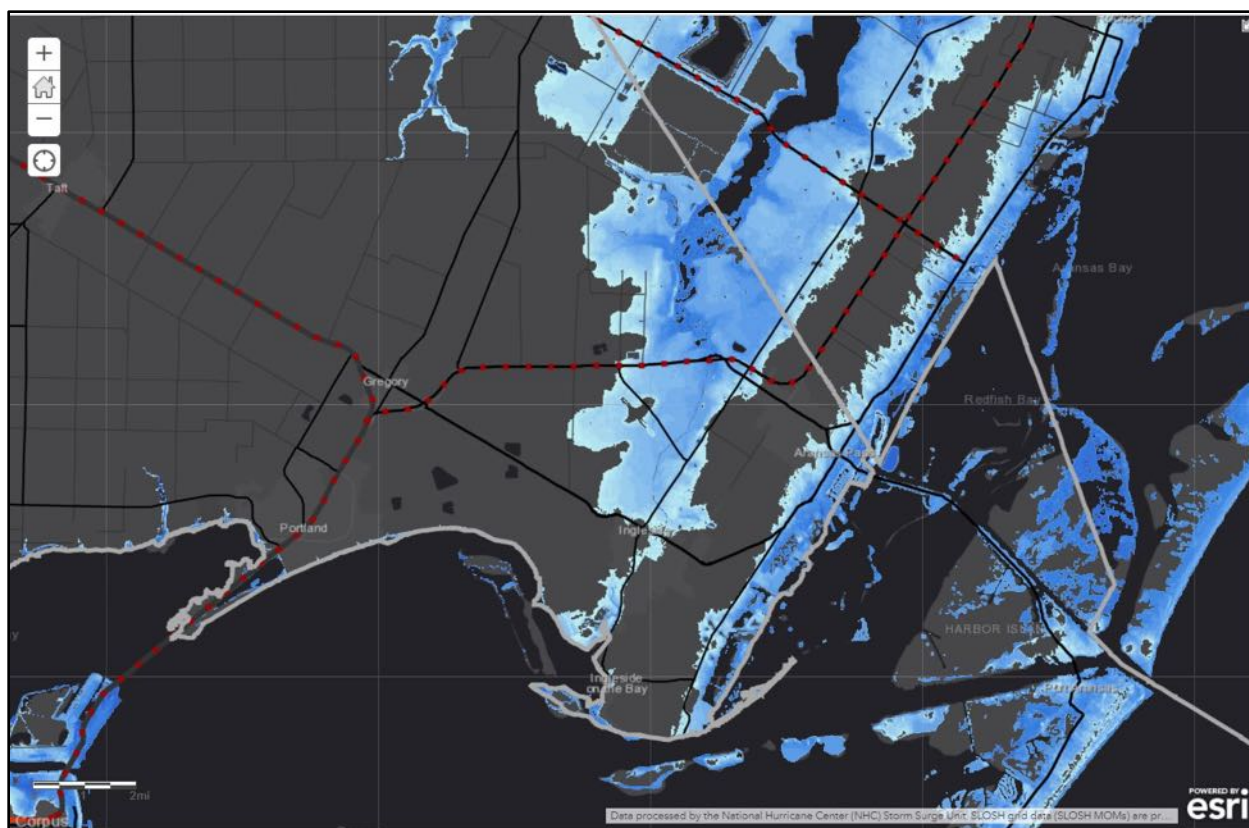 +
−
Taft
Aransas Bay
Gregory
Redfish Bay
Aransas Pass
Portland
Ingleside
HARBOR ISLAND
Ingleside
on the Bay
Port Aransas
2mi
Corpus
POWERED BY
esri
Data processed by the National Hurricane Center (NHC) Storm Surge Unit. SLOSH grid data (SLOSH MOMs) are pr...